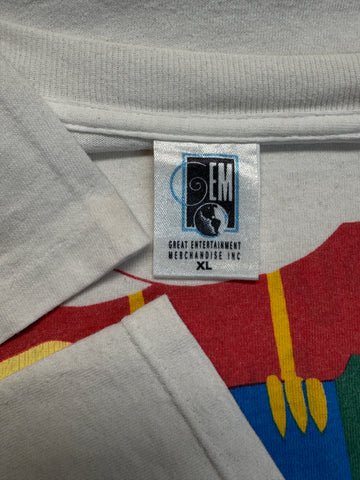 GEM
GREAT ENTERTAINMENT
MERCHANDISE INC
XL